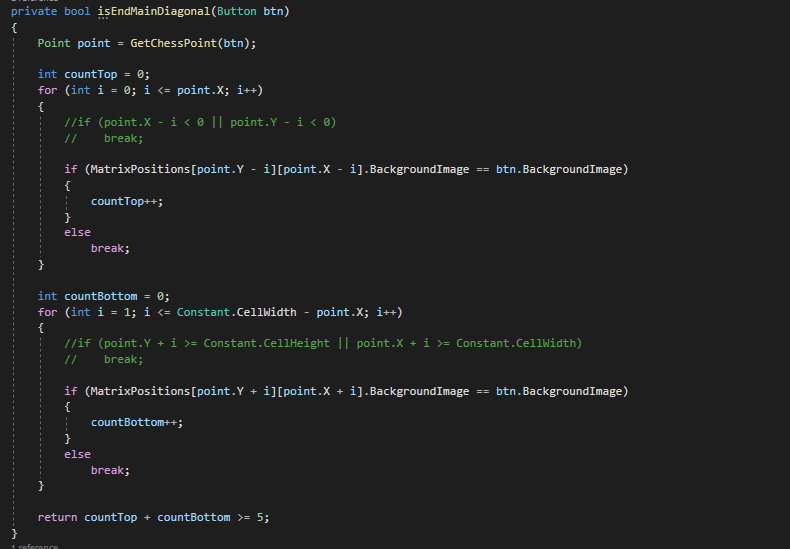 private bool isEndMainDiagonal(Button btn)
{
Point point = GetChessPoint(btn);
int countTop = 0;
for (int i = 0; i <= point.X; i++)
{
//if (point.X - i < 0 || point.Y - i < 0)
//    break;
if (MatrixPositions[point.Y - i][point.X - i].BackgroundImage == btn.BackgroundImage)
{
countTop++;
}
else
break;
}
int countBottom = 0;
for (int i = 1; i <= Constant.CellWidth - point.X; i++)
{
//if (point.Y + i >= Constant.CellHeight || point.X + i >= Constant.CellWidth)
//    break;
if (MatrixPositions[point.Y + i][point.X + i].BackgroundImage == btn.BackgroundImage)
{
countBottom++;
}
else
break;
}
return countTop + countBottom >= 5;
}
1 reference